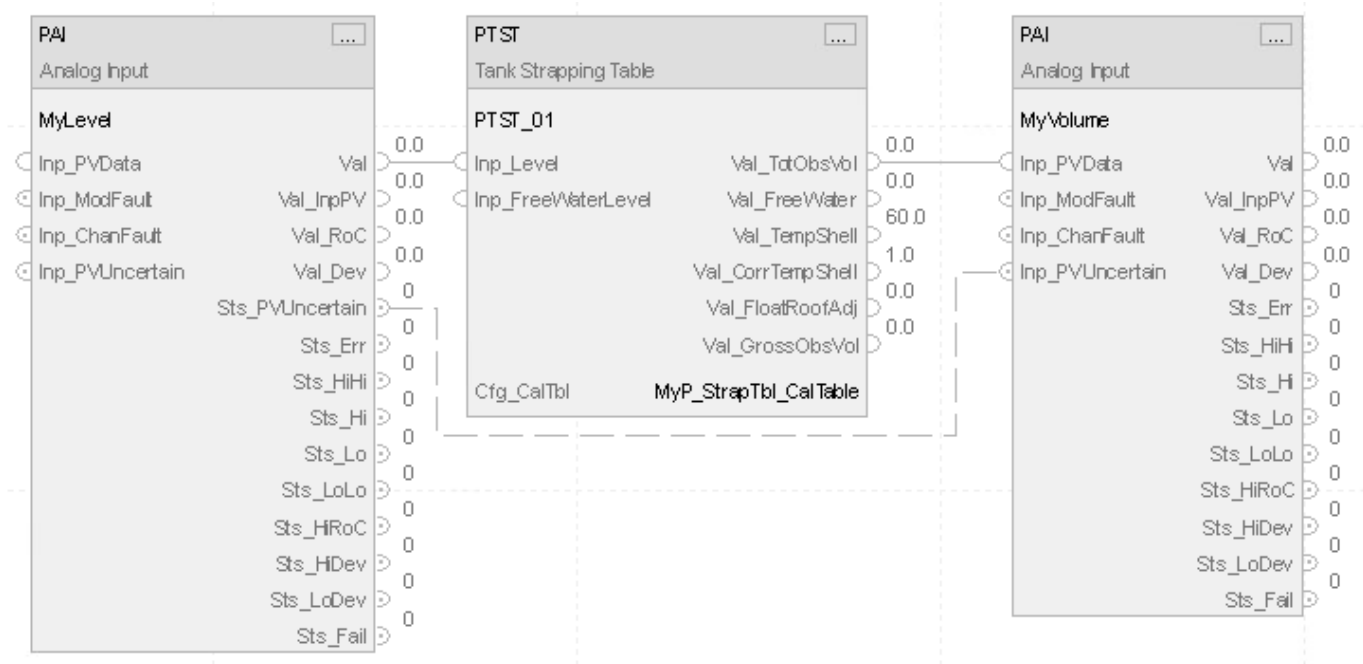 PAI ...
Analog Input
MyLevel
Inp_PVData Val 0.0
Inp_ModFault Val_InpPV 0.0
Inp_ChanFault Val_RoC 0.0
Inp_PVUncertain Val_Dev 0.0
Sts_PVUncertain 0
Sts_Err 0
Sts_HiHi 0
Sts_Hi 0
Sts_Lo 0
Sts_LoLo 0
Sts_HiRoC 0
Sts_HiDev 0
Sts_LoDev 0
Sts_Fail 0
PTST ...
Tank Strapping Table
PTST_01
Inp_Level Val_TotObsVol 0.0
Inp_FreeWaterLevel Val_FreeWater 0.0
Val_TempShell 60.0
Val_CorrTempShell 1.0
Val_FloatRoofAdj 0.0
Val_GrossObsVol 0.0
Cfg_CalTbl MyP_StrapTbl_CalTable
PAI ...
Analog Input
MyVolume
Inp_PVData Val 0.0
Inp_ModFault Val_InpPV 0.0
Inp_ChanFault Val_RoC 0.0
Inp_PVUncertain Val_Dev 0.0
Sts_Err 0
Sts_HiHi 0
Sts_Hi 0
Sts_Lo 0
Sts_LoLo 0
Sts_HiRoC 0
Sts_HiDev 0
Sts_LoDev 0
Sts_Fail 0